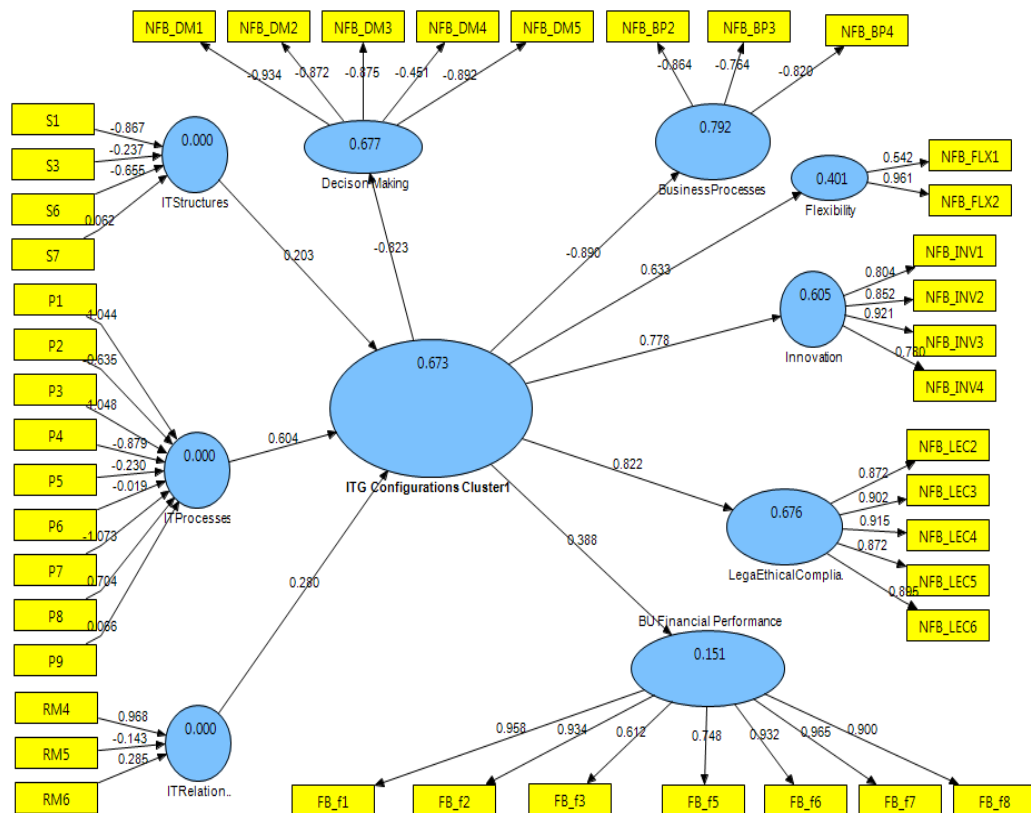 NFB_DM1
NFB_DM2
NFB_DM3
NFB_DM4
NFB_DM5
NFB_BP2
NFB_BP3
NFB_BP4
-0.934
-0.872
-0.875
-0.451
-0.892
-0.864
-0.764
-0.820
0.677
Decison Making
0.792
BusinessProcesses
S1
S3
S6
S7
-0.867
-0.237
-0.655
0.062
0.000
ITStructures
0.401
Flexibility
0.542
0.961
NFB_FLX1
NFB_FLX2
0.203
-0.823
-0.890
0.633
P1
P2
P3
P4
P5
P6
P7
P8
P9
-0.635
-0.879
-0.230
-0.019
-1.073
0.704
0.066
0.000
ITProcesses
0.604
0.673
ITG Configurations Cluster1
0.778
0.605
Innovation
0.804
0.852
0.921
NFB_INV1
NFB_INV2
NFB_INV3
NFB_INV4
0.822
0.676
LegaEthicalComplia.
0.872
0.902
0.915
0.872
0.895
NFB_LEC2
NFB_LEC3
NFB_LEC4
NFB_LEC5
NFB_LEC6
0.280
0.388
RM4
RM5
RM6
0.968
-0.143
0.285
0.000
ITRelation..
BU Financial Performance
0.151
0.958
0.934
0.612
0.748
0.932
0.965
0.900
FB_f1
FB_f2
FB_f3
FB_f5
FB_f6
FB_f7
FB_f8